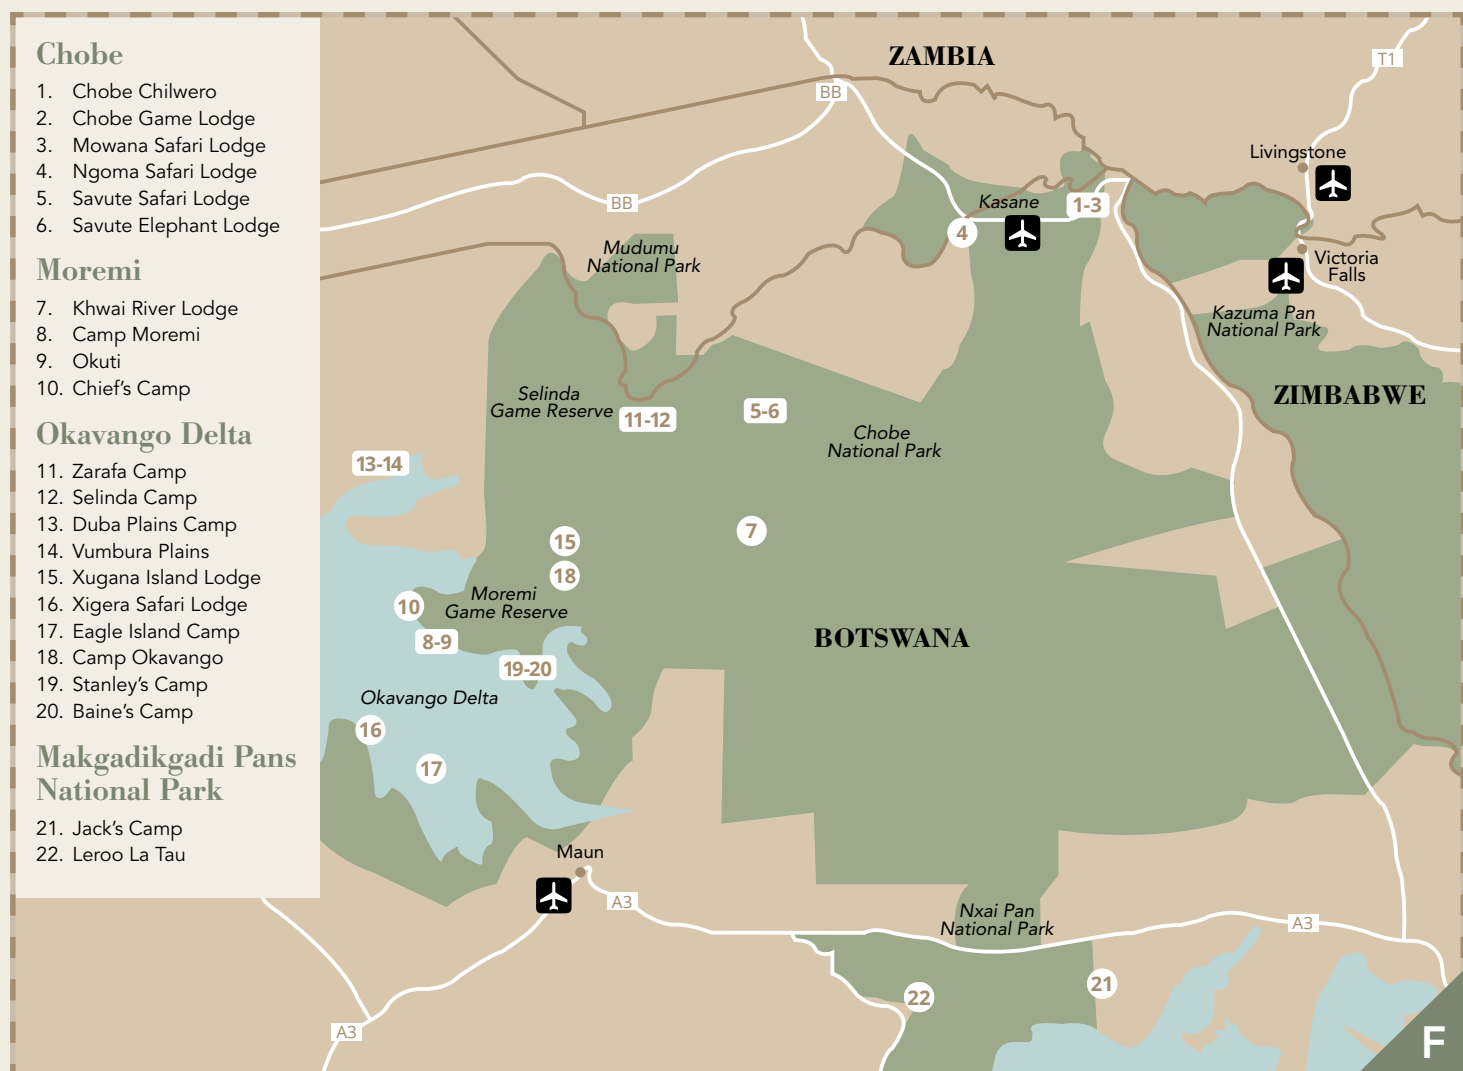 Chobe
1. Chobe Chilwero
2. Chobe Game Lodge
3. Mowana Safari Lodge
4. Ngoma Safari Lodge
5. Savute Safari Lodge
6. Savute Elephant Lodge
Moremi
7. Khwai River Lodge
8. Camp Moremi
9. Okuti
10. Chief’s Camp
Okavango Delta
11. Zarafa Camp
12. Selinda Camp
13. Duba Plains Camp
14. Vumbura Plains
15. Xugana Island Lodge
16. Xigera Safari Lodge
17. Eagle Island Camp
18. Camp Okavango
19. Stanley’s Camp
20. Baine’s Camp
Makgadikgadi Pans
National Park
21. Jack’s Camp
22. Leroo La Tau
ZAMBIA
T1
BB
Livingstone
BB
Kasane
1-3
4
Mudumu
National Park
Victoria
Falls
Kazuma Pan
National Park
ZIMBABWE
Selinda
Game Reserve
11-12
5-6
Chobe
National Park
13-14
7
15
18
Moremi
Game Reserve
10
8-9
BOTSWANA
19-20
Okavango Delta
16
17
Maun
A3
Nxai Pan
National Park
A3
21
22
A3
F